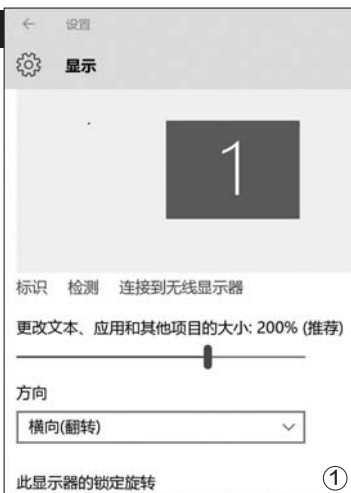 ← 设置
显示
1
标识 检测 连接到无线显示器
更改文本、应用和其他项目的大小: 200% (推荐)
方向
横向(翻转)
此显示器的锁定旋转
①